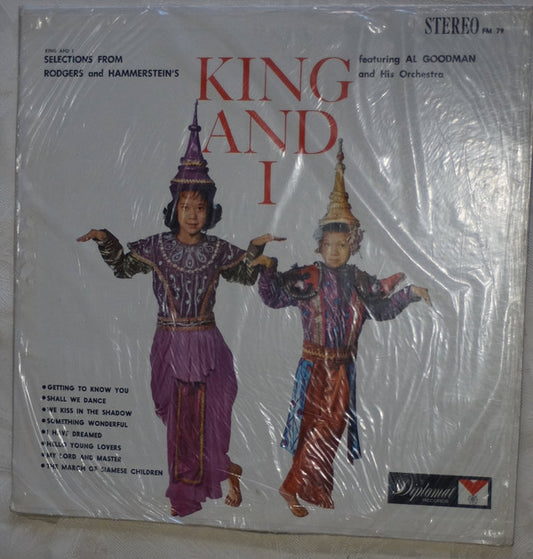 STEREO FM 79
KING AND I
SELECTIONS FROM
RODGERS and HAMMERSTEIN'S
KING
AND
I
featuring AL GOODMAN
and His Orchestra
• GETTING TO KNOW YOU
• SHALL WE DANCE
• WE KISS IN THE SHADOW
• SOMETHING WONDERFUL
• I HAVE DREAMED
• HELLO YOUNG LOVERS
• MY LORD AND MASTER
• THE MARCH OF SIAMESE CHILDREN
Diplomat
RECORDS